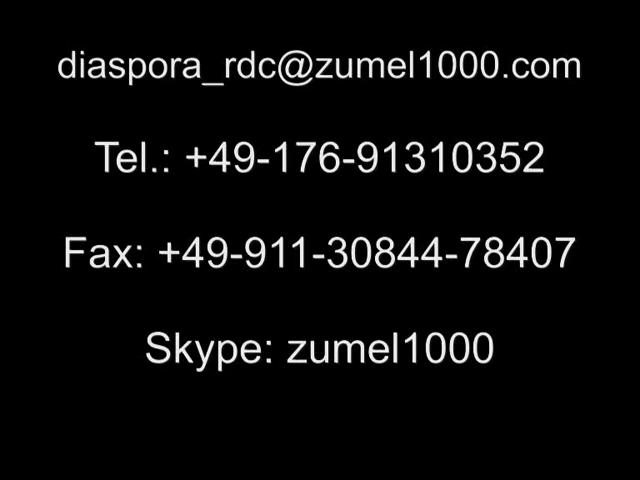 diaspora_rdc@zumel1000.com
Tel.: +49-176-91310352
Fax: +49-911-30844-78407
Skype: zumel1000